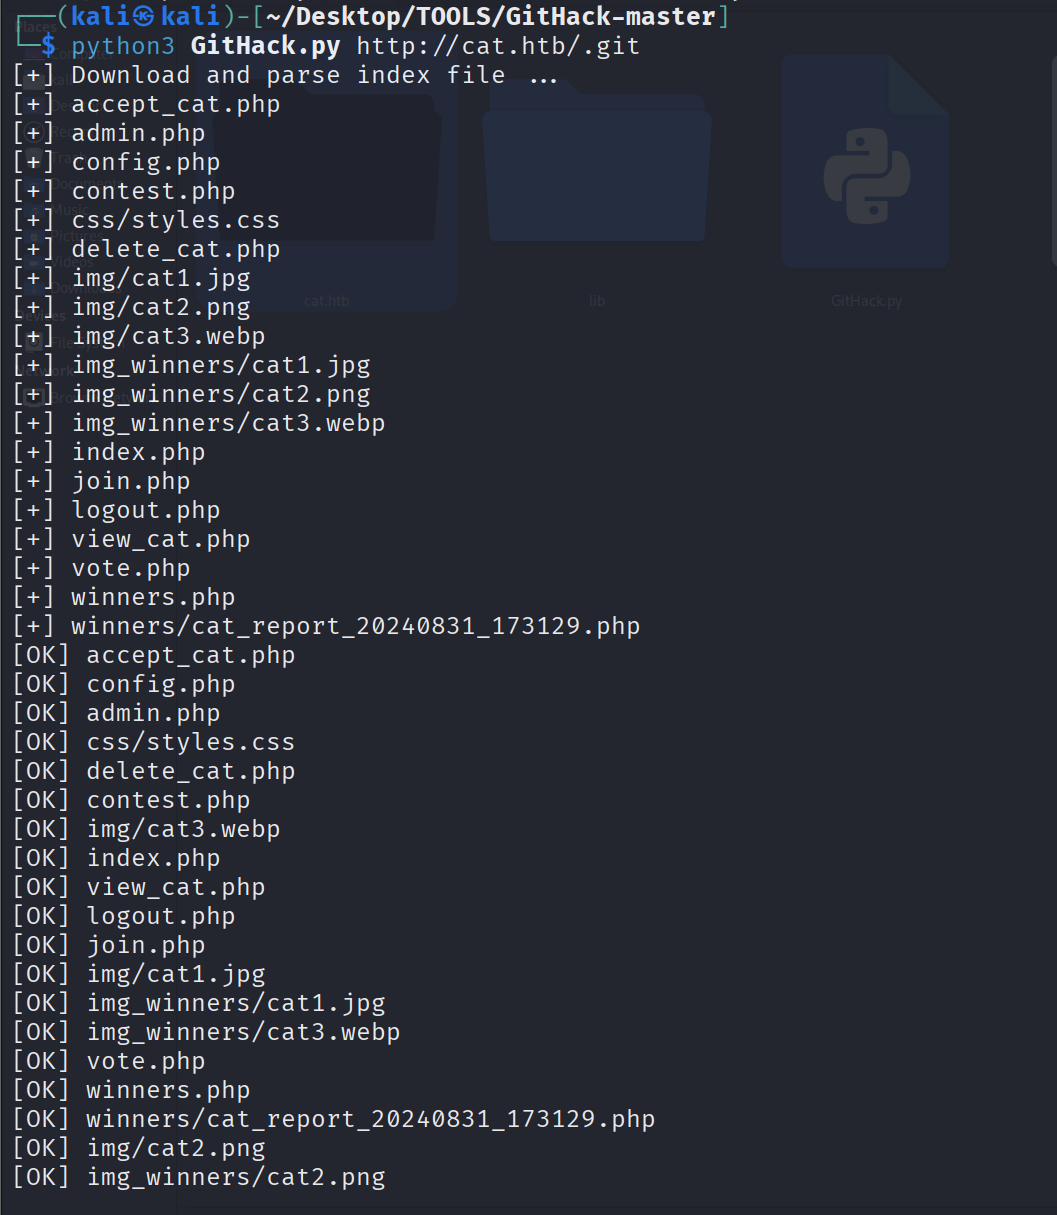 ┌──(kali㉿kali)-[~/Desktop/TOOLS/GitHack-master]
└─$ python3 GitHack.py http://cat.htb/.git
[+] Download and parse index file ...
[+] accept_cat.php
[+] admin.php
[+] config.php
[+] contest.php
[+] css/styles.css
[+] delete_cat.php
[+] img/cat1.jpg
[+] img/cat2.png
[+] img/cat3.webp
[+] img_winners/cat1.jpg
[+] img_winners/cat2.png
[+] img_winners/cat3.webp
[+] index.php
[+] join.php
[+] logout.php
[+] view_cat.php
[+] vote.php
[+] winners.php
[+] winners/cat_report_20240831_173129.php
[OK] accept_cat.php
[OK] config.php
[OK] admin.php
[OK] css/styles.css
[OK] delete_cat.php
[OK] contest.php
[OK] img/cat3.webp
[OK] index.php
[OK] view_cat.php
[OK] logout.php
[OK] join.php
[OK] img/cat1.jpg
[OK] img_winners/cat1.jpg
[OK] img_winners/cat3.webp
[OK] vote.php
[OK] winners.php
[OK] winners/cat_report_20240831_173129.php
[OK] img/cat2.png
[OK] img_winners/cat2.png
Places
Music
Pictures
Videos
cat.htb
lib
GitHack.py